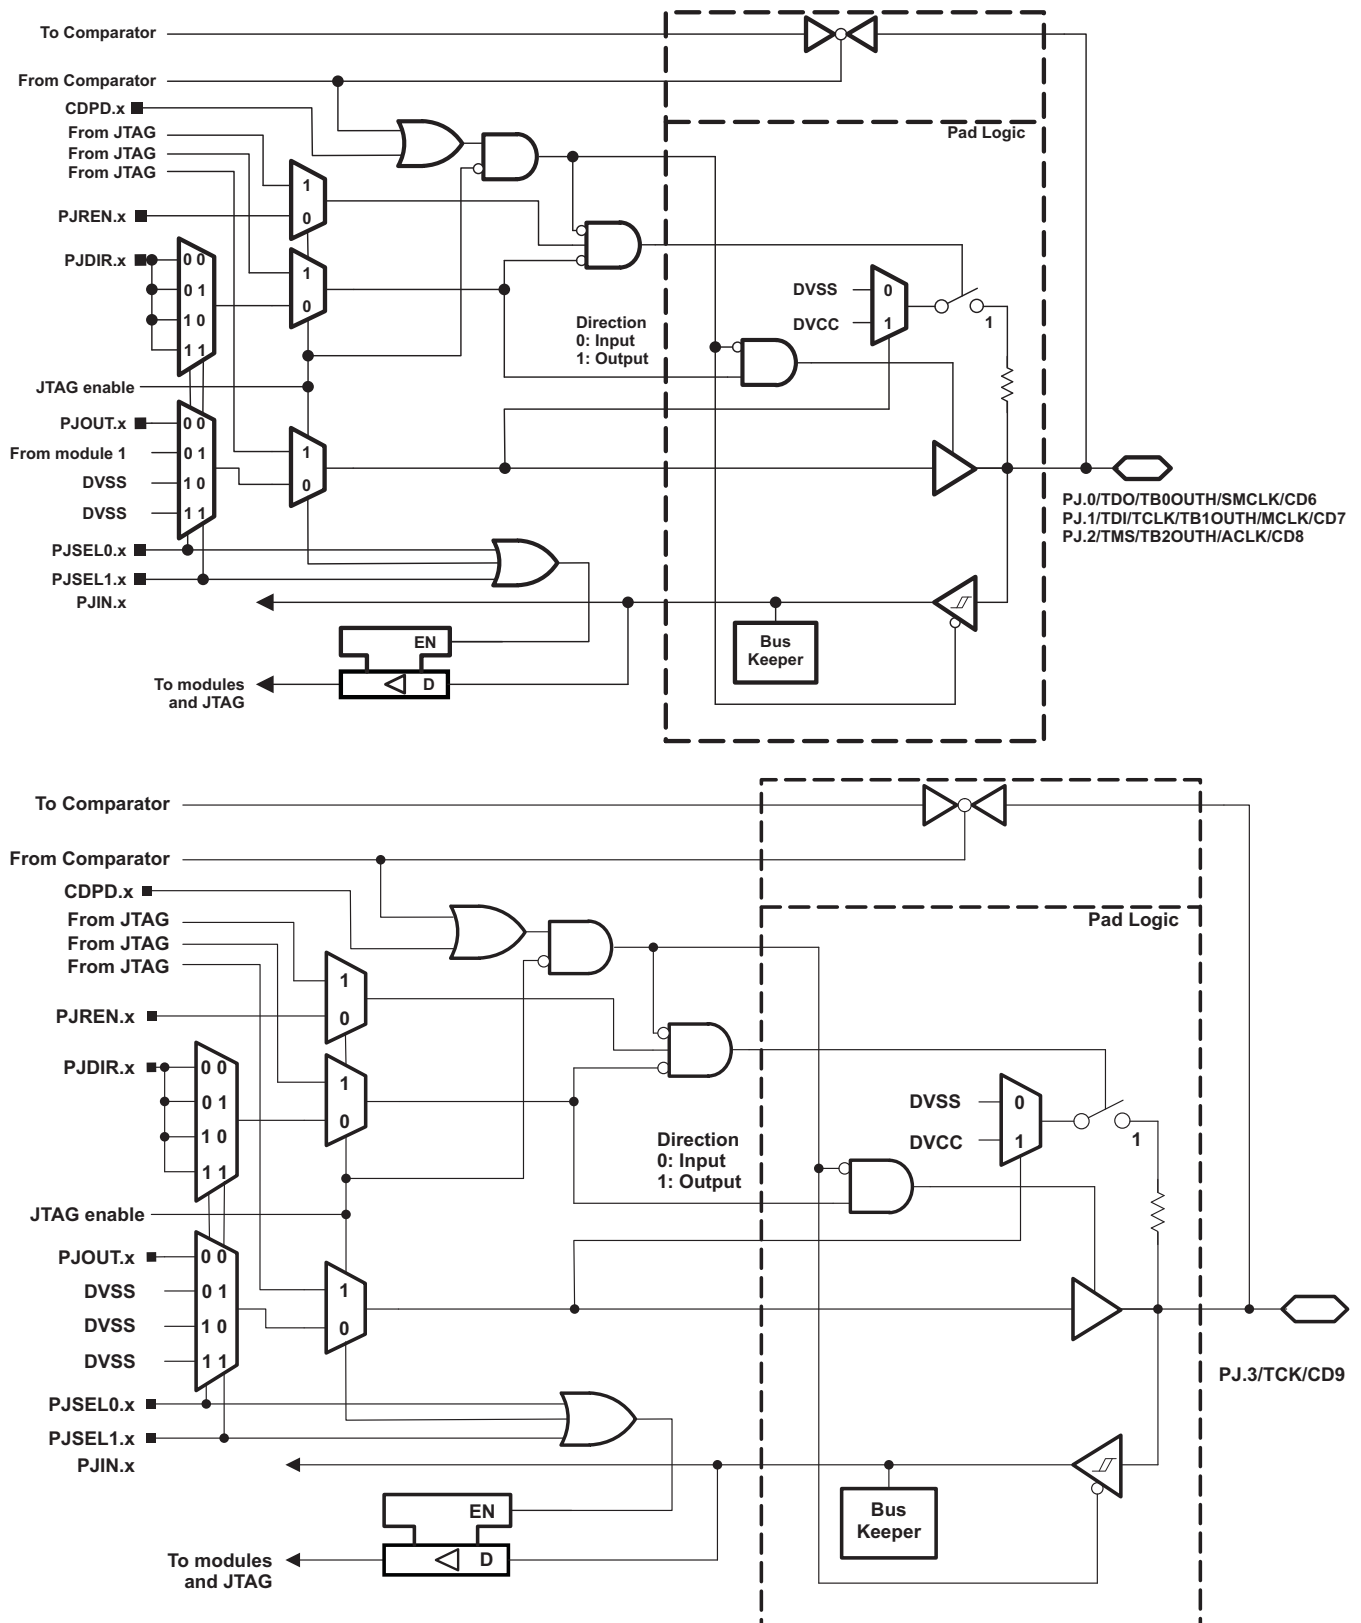 To Comparator
From Comparator
CDPD.x
From JTAG
From JTAG
From JTAG
Pad Logic
1
0
PJREN.x
PJDIR.x
0 0
0 1
1 0
1 1
1
0
DVSS
DVCC
0
1
1
Direction
0: Input
1: Output
JTAG enable
PJOUT.x
From module 1
DVSS
DVSS
0 0
0 1
1 0
1 1
1
0
PJ.0/TDO/TB0OUTH/SMCLK/CD6
PJ.1/TDI/TCLK/TB1OUTH/MCLK/CD7
PJ.2/TMS/TB2OUTH/ACLK/CD8
PJSEL0.x
PJSEL1.x
PJIN.x
EN
D
Bus
Keeper
To modules
and JTAG
To Comparator
From Comparator
CDPD.x
From JTAG
From JTAG
From JTAG
Pad Logic
1
0
PJREN.x
PJDIR.x
0 0
0 1
1 0
1 1
1
0
DVSS
DVCC
0
1
1
Direction
0: Input
1: Output
JTAG enable
PJOUT.x
DVSS
DVSS
DVSS
0 0
0 1
1 0
1 1
1
0
PJ.3/TCK/CD9
PJSEL0.x
PJSEL1.x
PJIN.x
EN
D
Bus
Keeper
To modules
and JTAG